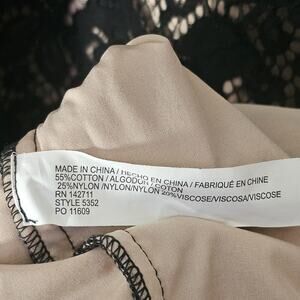 MADE IN CHINA / HECHO EN CHINA / FABRIQUÉ EN CHINE
55%COTTON / ALGODUR / COTON
25%NYLON /NYLON/NYLON 20%VISCOSE/VISCOSA/VISCOSE
RN 142711
STYLE 5352
PO 11609